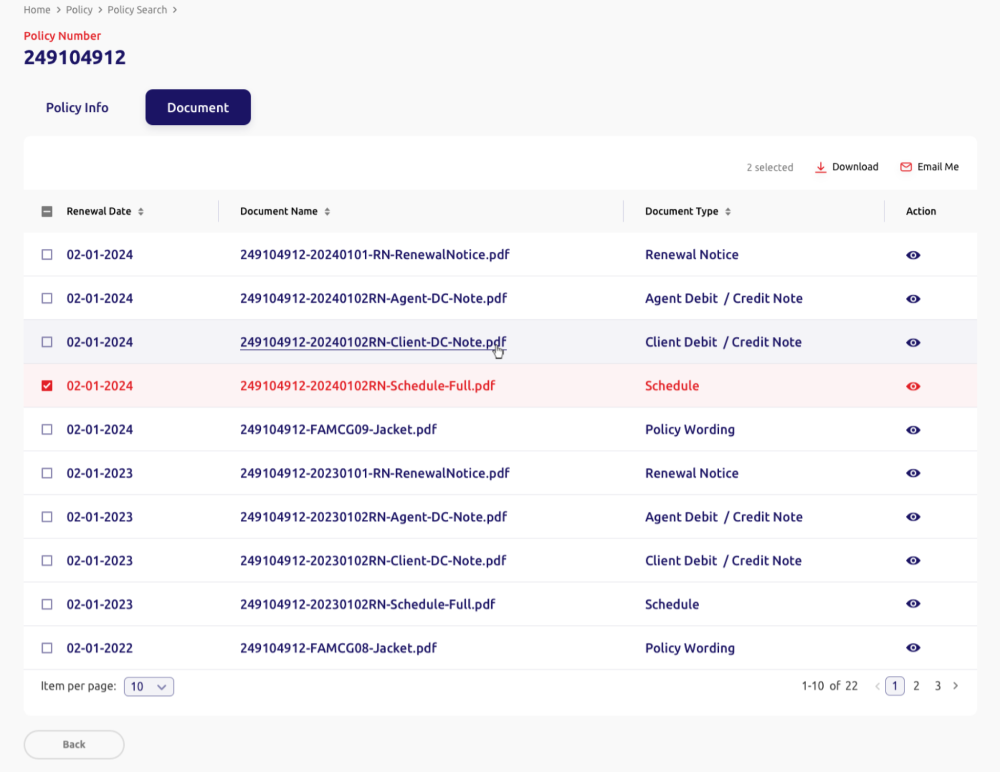 Home > Policy > Policy Search >
Policy Number
249104912
Policy Info Document
2 selected Download Email Me
Renewal Date Document Name Document Type Action
02-01-2024 249104912-20240101-RN-RenewalNotice.pdf Renewal Notice
02-01-2024 249104912-20240102RN-Agent-DC-Note.pdf Agent Debit / Credit Note
02-01-2024 249104912-20240102RN-Client-DC-Note.pdf Client Debit / Credit Note
02-01-2024 249104912-20240102RN-Schedule-Full.pdf Schedule
02-01-2024 249104912-FAMCG09-Jacket.pdf Policy Wording
02-01-2023 249104912-20230101-RN-RenewalNotice.pdf Renewal Notice
02-01-2023 249104912-20230102RN-Agent-DC-Note.pdf Agent Debit / Credit Note
02-01-2023 249104912-20230102RN-Client-DC-Note.pdf Client Debit / Credit Note
02-01-2023 249104912-20230102RN-Schedule-Full.pdf Schedule
02-01-2022 249104912-FAMCG08-Jacket.pdf Policy Wording
Item per page: 10 1-10 of 22 < 1 2 3 >
Back